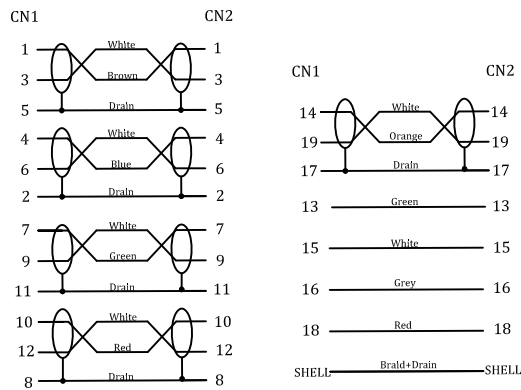 CN1 CN2
1 White 1
3 Brown 3
5 Drain 5
4 White 4
6 Blue 6
2 Drain 2
7 White 7
9 Green 9
11 Drain 11
10 White 10
12 Red 12
8 Drain 8
CN1 CN2
14 White 14
19 Orange 19
17 Drain 17
13 Green 13
15 White 15
16 Grey 16
18 Red 18
SHELL Brald+Drain SHELL